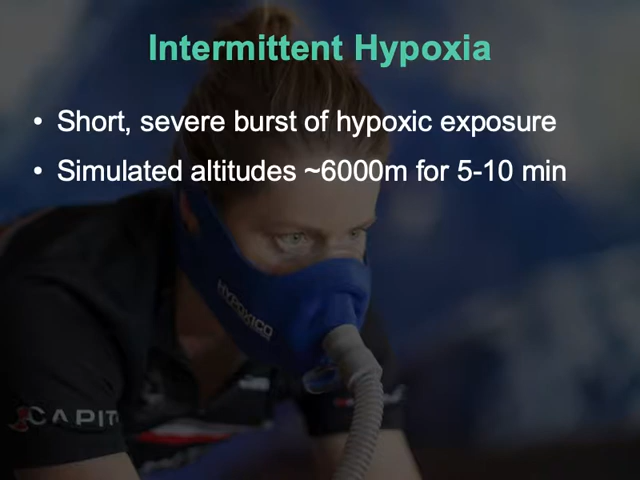 Intermittent Hypoxia
• Short, severe burst of hypoxic exposure
• Simulated altitudes ~6000m for 5-10 min
HYPOXICO
CAPIT